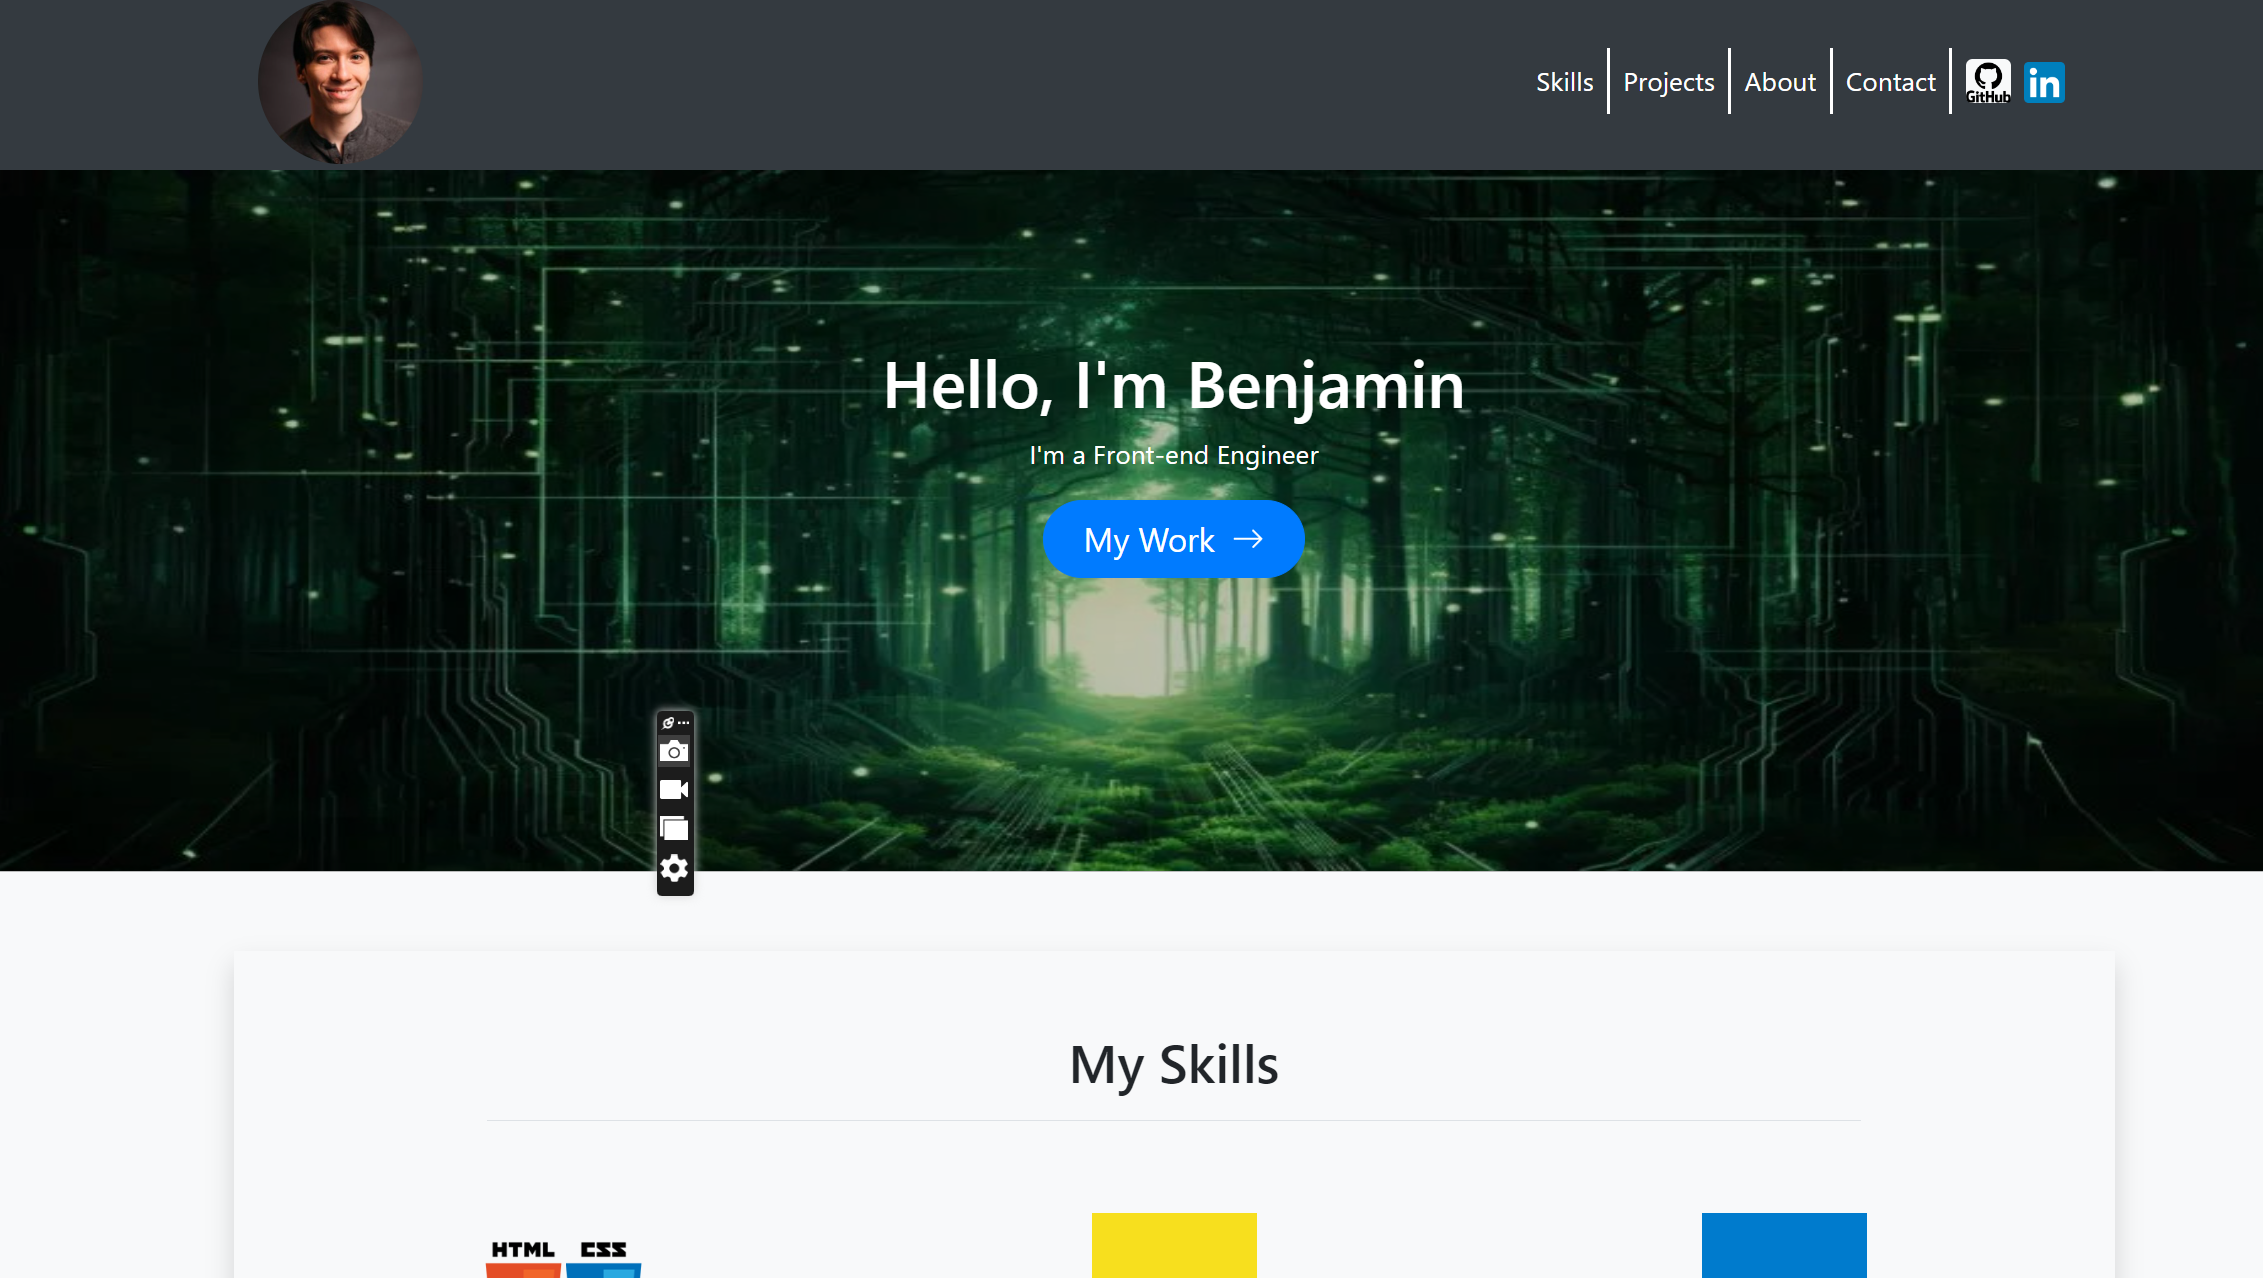 Skills
Projects
About
Contact
GitHub
in
Hello, I'm Benjamin
I'm a Front-end Engineer
My Work →
My Skills
HTML CSS